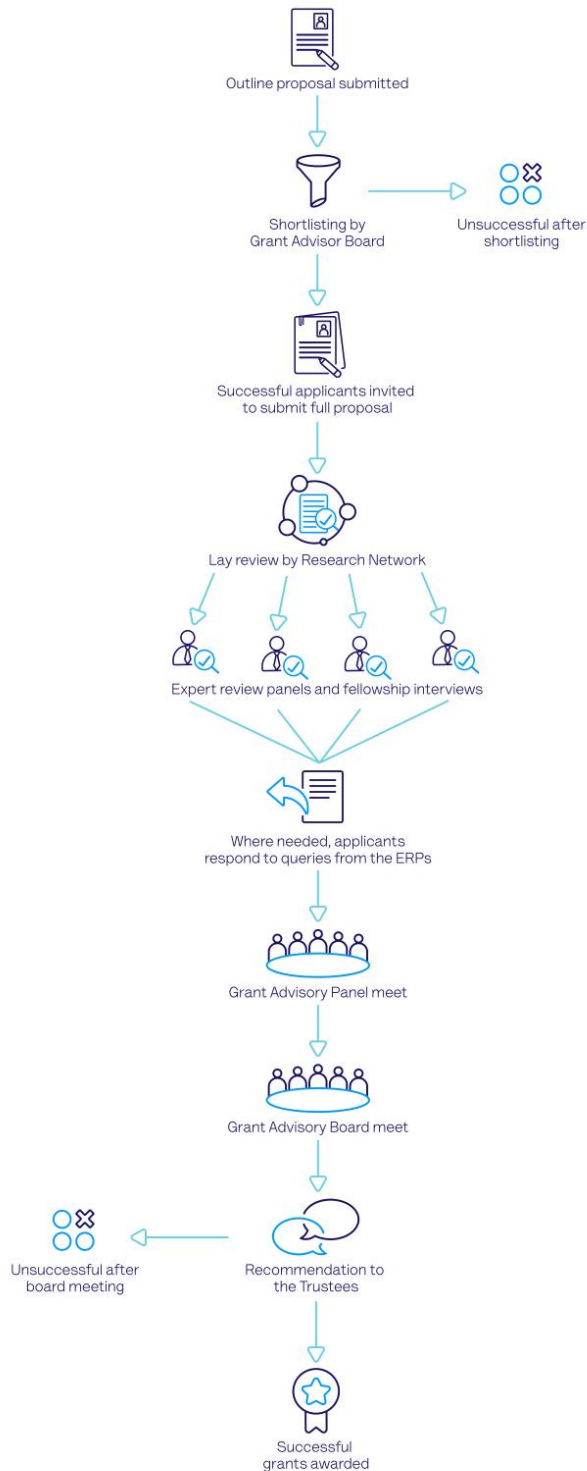 Outline proposal submitted
Shortlisting by
Grant Advisor Board
Unsuccessful after
shortlisting
Successful applicants invited
to submit full proposal
Lay review by Research Network
Expert review panels and fellowship interviews
Where needed, applicants
respond to queries from the ERPs
Grant Advisory Panel meet
Grant Advisory Board meet
Unsuccessful after
board meeting
Recommendation to
the Trustees
Successful
grants awarded